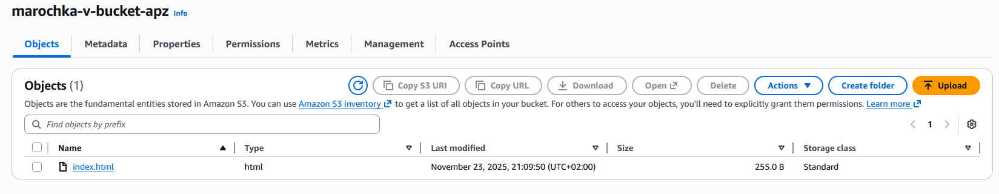 marochka-v-bucket-apz Info
Objects Metadata Properties Permissions Metrics Management Access Points
Objects (1) Copy S3 URI Copy URL Download Open Delete Actions Create folder Upload
Objects are the fundamental entities stored in Amazon S3. You can use Amazon S3 inventory to get a list of all objects in your bucket. For others to access your objects, you'll need to explicitly grant them permissions. Learn more
Find objects by prefix 1
Name Type Last modified Size Storage class
index.html html November 23, 2025, 21:09:50 (UTC+02:00) 255.0 B Standard